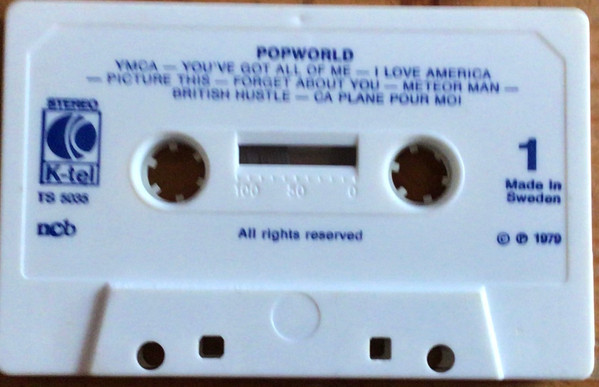 POPWORLD
YMCA — YOU'VE GOT ALL OF ME — I LOVE AMERICA
— PICTURE THIS — FORGET ABOUT YOU — METEOR MAN —
BRITISH HUSTLE — CA PLANE POUR MOI
STEREO
K-tel
TS 5035
ncb
100 50 0
1
Made in
Sweden
All rights reserved
© ℗ 1979